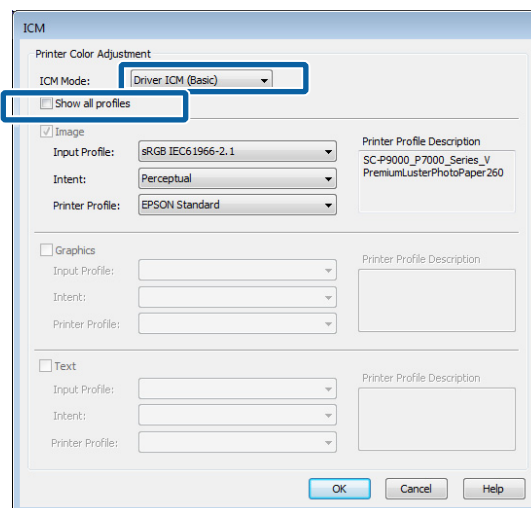 ICM
Printer Color Adjustment
ICM Mode: Driver ICM (Basic)
Show all profiles
Image
Input Profile: sRGB IEC61966-2.1
Intent: Perceptual
Printer Profile: EPSON Standard
Printer Profile Description
SC-P9000_P7000_Series_V
PremiumLusterPhotoPaper260
Graphics
Input Profile:
Intent:
Printer Profile:
Printer Profile Description
Text
Input Profile:
Intent:
Printer Profile:
Printer Profile Description
OK Cancel Help